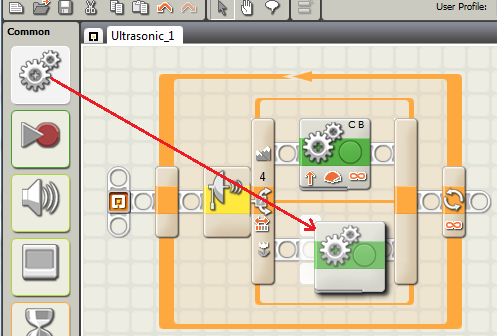 User Profile:
Common
Ultrasonic_1
C B
4